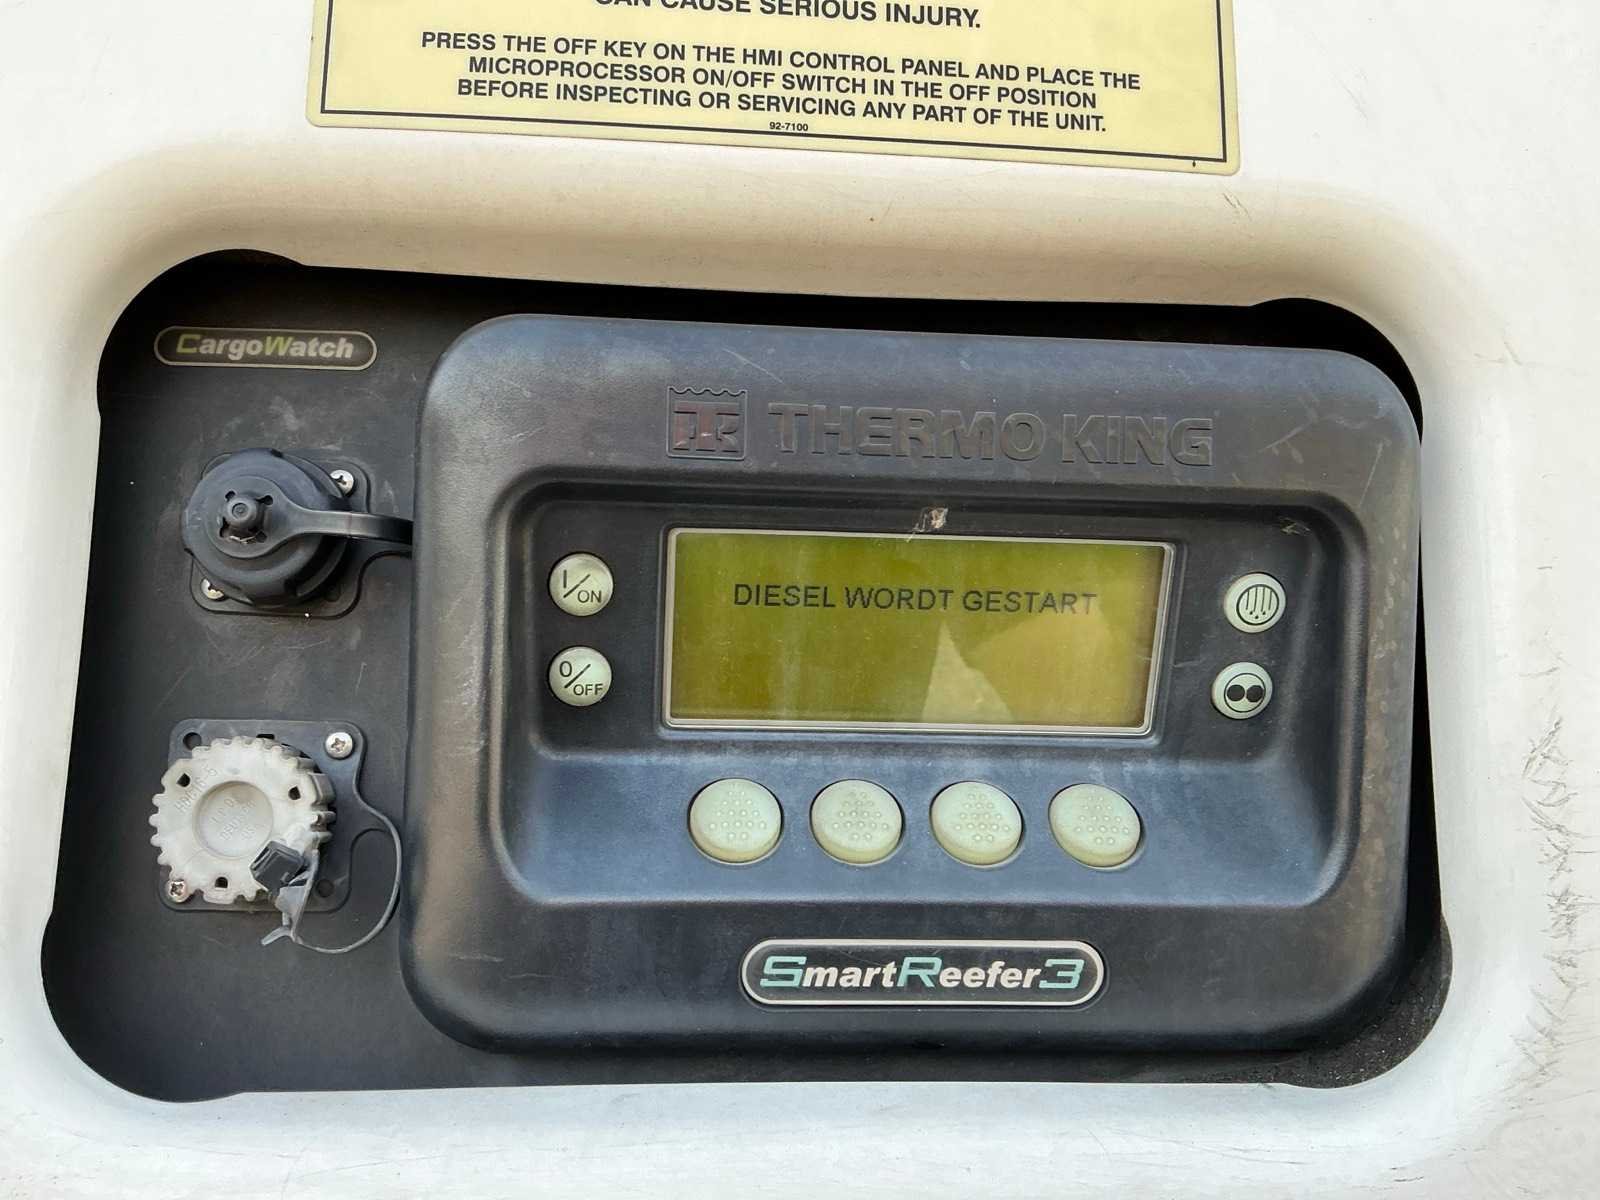 CAN CAUSE SERIOUS INJURY.
PRESS THE OFF KEY ON THE HMI CONTROL PANEL AND PLACE THE
MICROPROCESSOR ON/OFF SWITCH IN THE OFF POSITION
BEFORE INSPECTING OR SERVICING ANY PART OF THE UNIT.
92-7100
CargoWatch
TK THERMO KING
DIESEL WORDT GESTART
I/ON
0/OFF
SmartReefer3